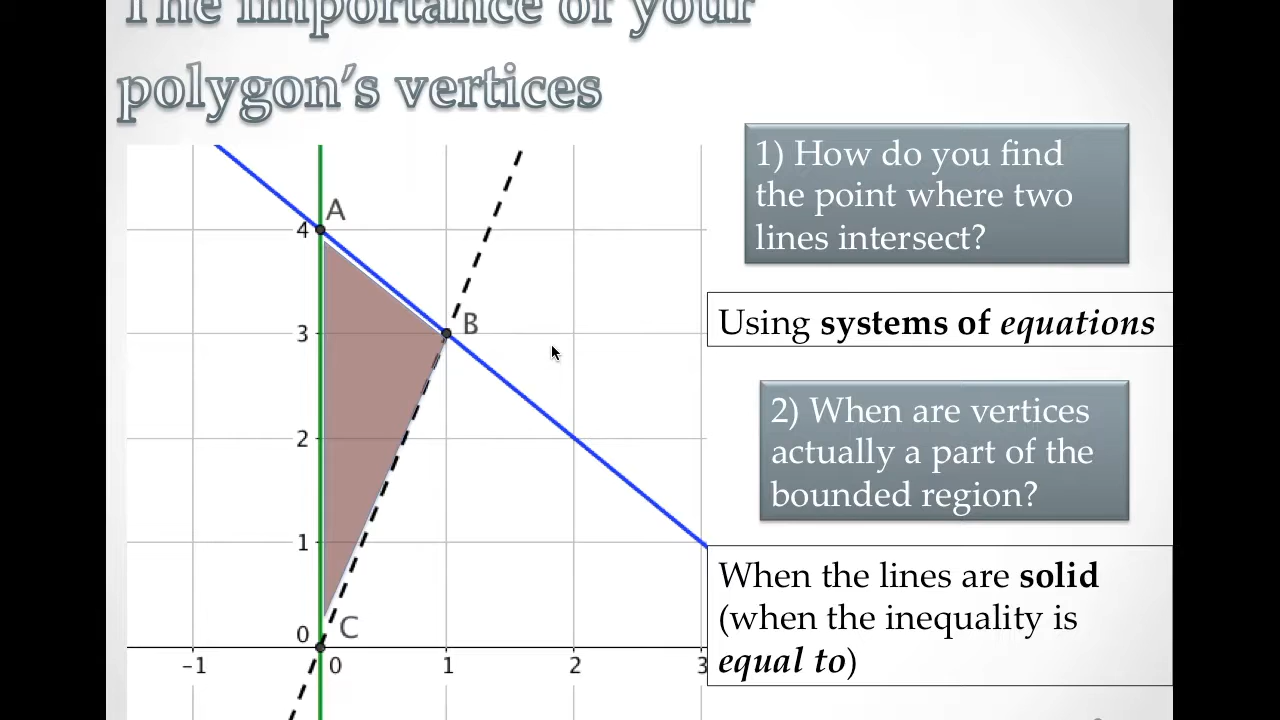 The importance of your
polygon’s vertices
1) How do you find
the point where two
lines intersect?
Using systems of equations
2) When are vertices
actually a part of the
bounded region?
When the lines are solid
(when the inequality is
equal to)
A
4
3
B
2
1
0
C
−1
0
1
2
3